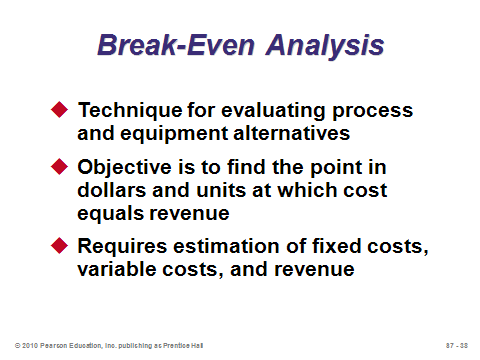 Break-Even Analysis
Technique for evaluating process
and equipment alternatives
Objective is to find the point in
dollars and units at which cost
equals revenue
Requires estimation of fixed costs,
variable costs, and revenue
© 2010 Pearson Education, Inc. publishing as Prentice Hall
S7 - 38